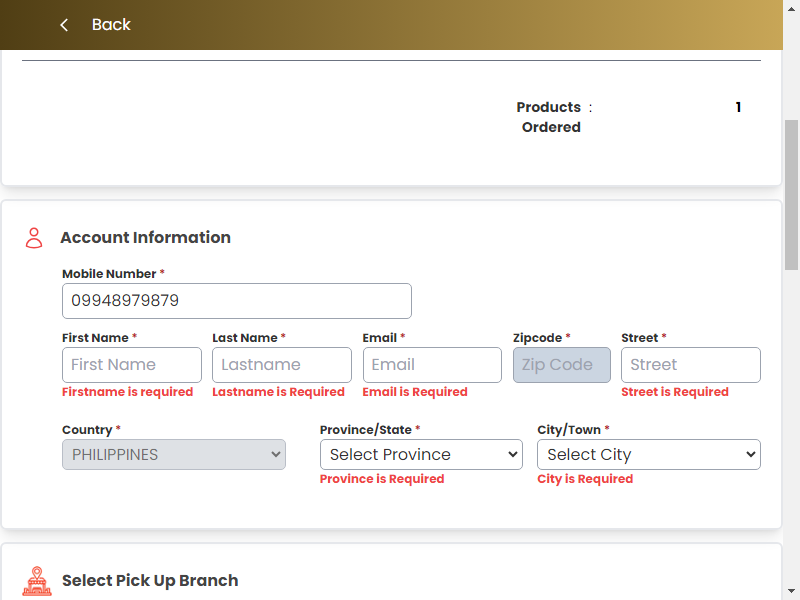 Back
Products : 1
Ordered
Account Information
Mobile Number *
09948979879
First Name * Last Name * Email * Zipcode * Street *
First Name Lastname Email Zip Code Street
Firstname is required Lastname is Required Email is Required Street is Required
Country * Province/State * City/Town *
PHILIPPINES Select Province Select City
Province is Required City is Required
Select Pick Up Branch